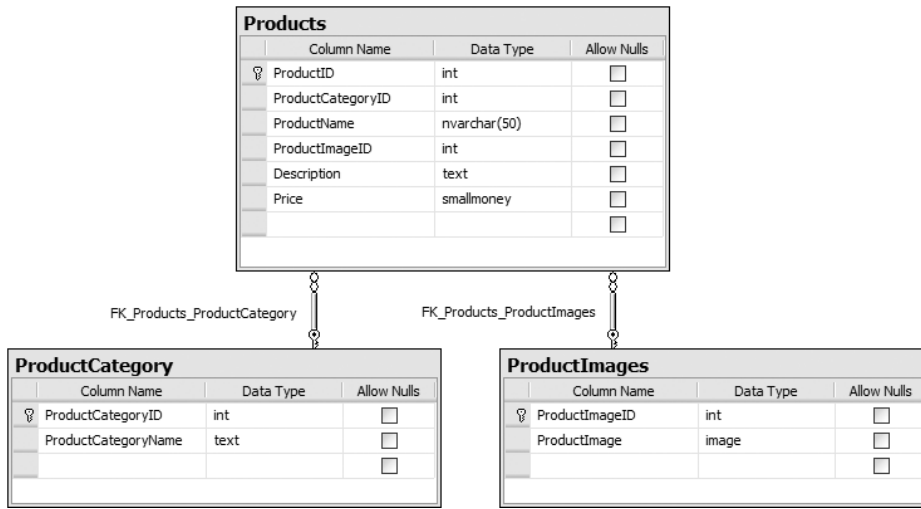 Products
Column Name Data Type Allow Nulls
ProductID int
ProductCategoryID int
ProductName nvarchar(50)
ProductImageID int
Description text
Price smallmoney
FK_Products_ProductCategory
FK_Products_ProductImages
ProductCategory
Column Name Data Type Allow Nulls
ProductCategoryID int
ProductCategoryName text
ProductImages
Column Name Data Type Allow Nulls
ProductImageID int
ProductImage image